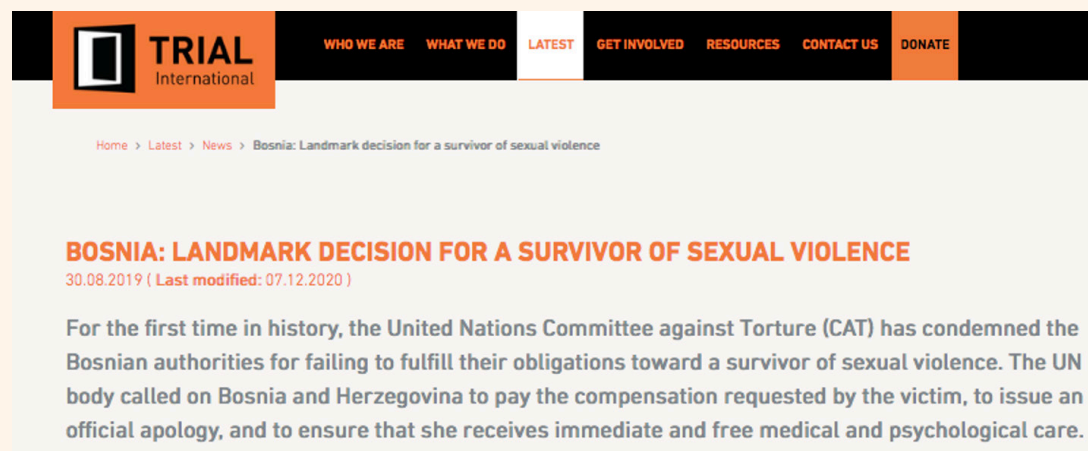 TRIAL
International
WHO WE ARE WHAT WE DO LATEST GET INVOLVED RESOURCES CONTACT US DONATE
Home > Latest > News > Bosnia: Landmark decision for a survivor of sexual violence
BOSNIA: LANDMARK DECISION FOR A SURVIVOR OF SEXUAL VIOLENCE
30.08.2019 ( Last modified: 07.12.2020 )
For the first time in history, the United Nations Committee against Torture (CAT) has condemned the
Bosnian authorities for failing to fulfill their obligations toward a survivor of sexual violence. The UN
body called on Bosnia and Herzegovina to pay the compensation requested by the victim, to issue an
official apology, and to ensure that she receives immediate and free medical and psychological care.